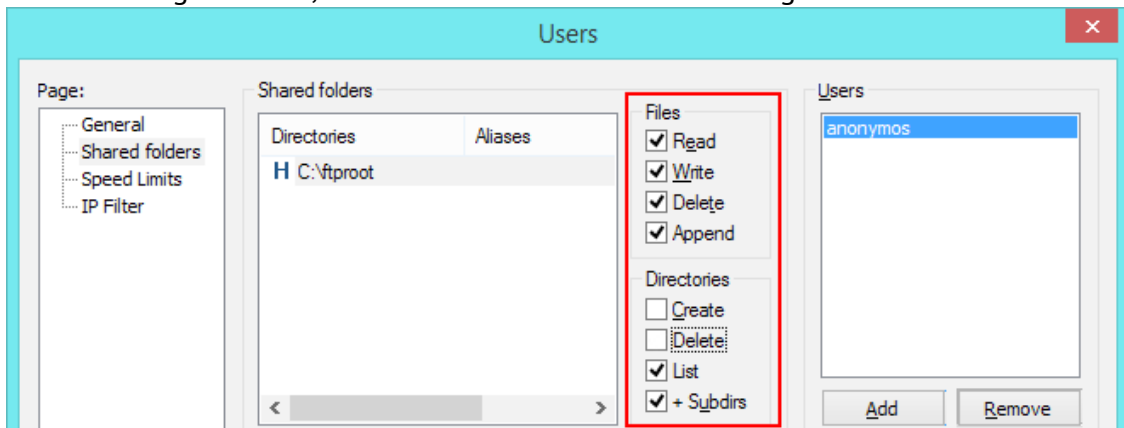 Users
Page:
General
Shared folders
Speed Limits
IP Filter
Shared folders
Directories Aliases
H C:\ftproot
Files
Read
Write
Delete
Append
Directories
Create
Delete
List
+ Subdirs
Users
anonymos
Add Remove